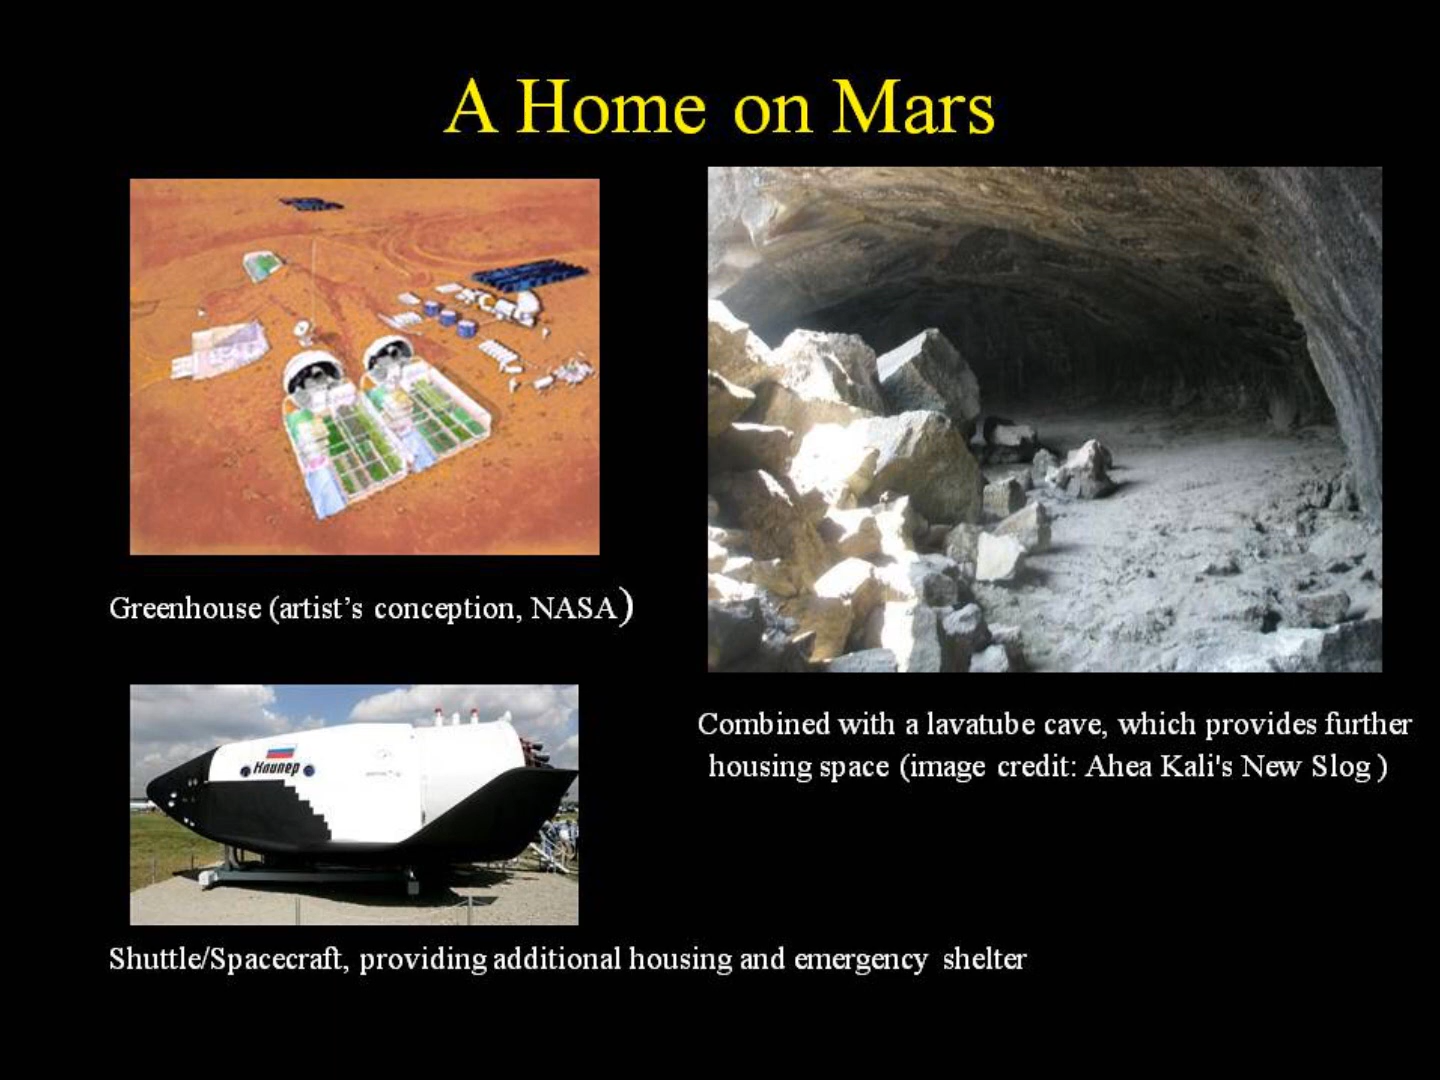 A Home on Mars
Greenhouse (artist’s conception, NASA)
Combined with a lavatube cave, which provides further
housing space (image credit: Ahea Kali's New Slog )
Клипер
Shuttle/Spacecraft, providing additional housing and emergency shelter